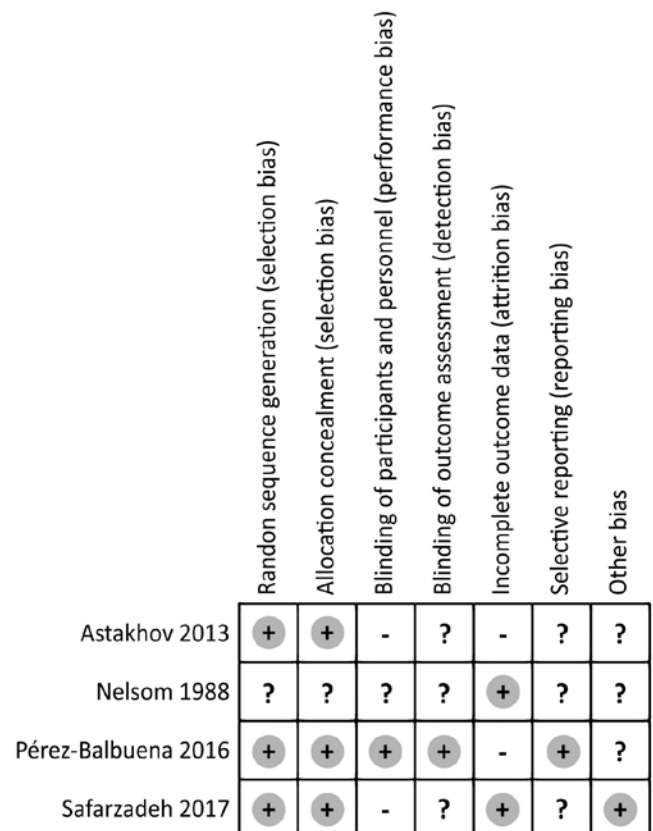 Randon sequence generation (selection bias)
Allocation concealment (selection bias)
Blinding of participants and personnel (performance bias)
Blinding of outcome assessment (detection bias)
Incomplete outcome data (attrition bias)
Selective reporting (reporting bias)
Other bias
Astakhov 2013 + + - ? - ? ?
Nelsom 1988 ? ? ? ? + ? ?
Pérez-Balbuena 2016 + + + + - + ?
Safarzadeh 2017 + + - ? + ? +